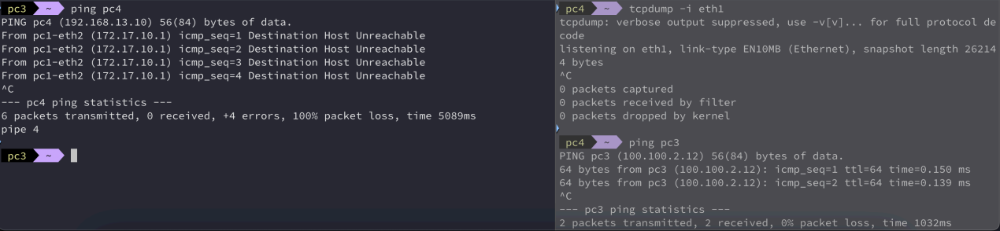 pc3 ~ ping pc4
PING pc4 (192.168.13.10) 56(84) bytes of data.
From pc1-eth2 (172.17.10.1) icmp_seq=1 Destination Host Unreachable
From pc1-eth2 (172.17.10.1) icmp_seq=2 Destination Host Unreachable
From pc1-eth2 (172.17.10.1) icmp_seq=3 Destination Host Unreachable
From pc1-eth2 (172.17.10.1) icmp_seq=4 Destination Host Unreachable
^C
--- pc4 ping statistics ---
6 packets transmitted, 0 received, +4 errors, 100% packet loss, time 5089ms
pipe 4
pc3 ~
pc4 ~ tcpdump -i eth1
tcpdump: verbose output suppressed, use -v[v]... for full protocol de
code
listening on eth1, link-type EN10MB (Ethernet), snapshot length 26214
4 bytes
^C
0 packets captured
0 packets received by filter
0 packets dropped by kernel
pc4 ~ ping pc3
PING pc3 (100.100.2.12) 56(84) bytes of data.
64 bytes from pc3 (100.100.2.12): icmp_seq=1 ttl=64 time=0.150 ms
64 bytes from pc3 (100.100.2.12): icmp_seq=2 ttl=64 time=0.139 ms
^C
--- pc3 ping statistics ---
2 packets transmitted, 2 received, 0% packet loss, time 1032ms